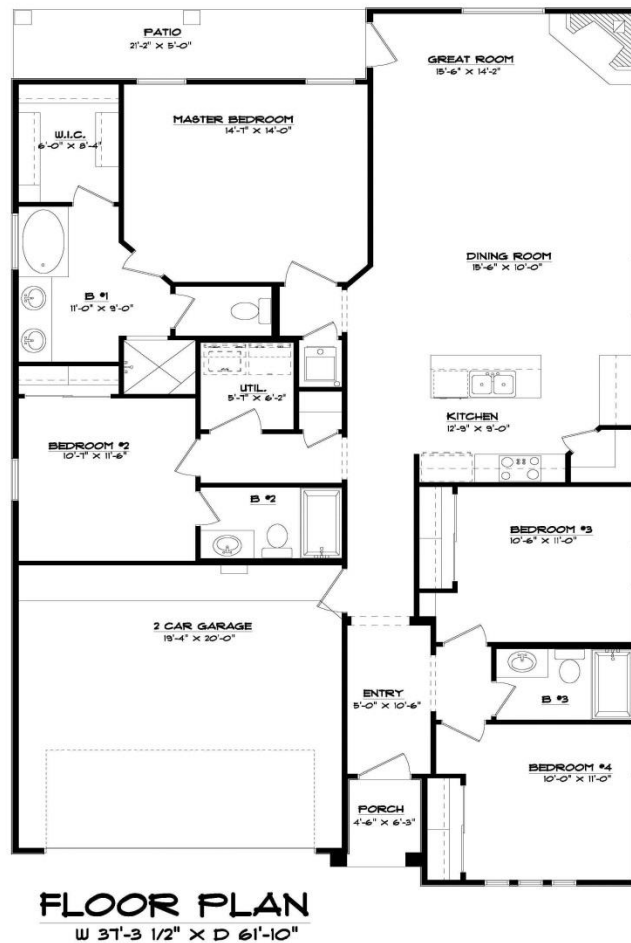 PATIO
21'-2" X 5'-0"
GREAT ROOM
15'-6" X 14'-2"
MASTER BEDROOM
14'-7" X 14'-0"
W.I.C.
6'-0" X 8'-4"
DINING ROOM
15'-6" X 10'-0"
B #1
11'-0" X 9'-0"
UTIL.
5'-7" X 6'-2"
KITCHEN
12'-9" X 9'-0"
BEDROOM #2
10'-7" X 11'-6"
B #2
BEDROOM #3
10'-6" X 11'-0"
2 CAR GARAGE
19'-4" X 20'-0"
ENTRY
5'-0" X 10'-6"
B #3
BEDROOM #4
10'-0" X 11'-0"
PORCH
4'-6" X 6'-3"
FLOOR PLAN
W 37'-3 1/2" X D 61'-10"